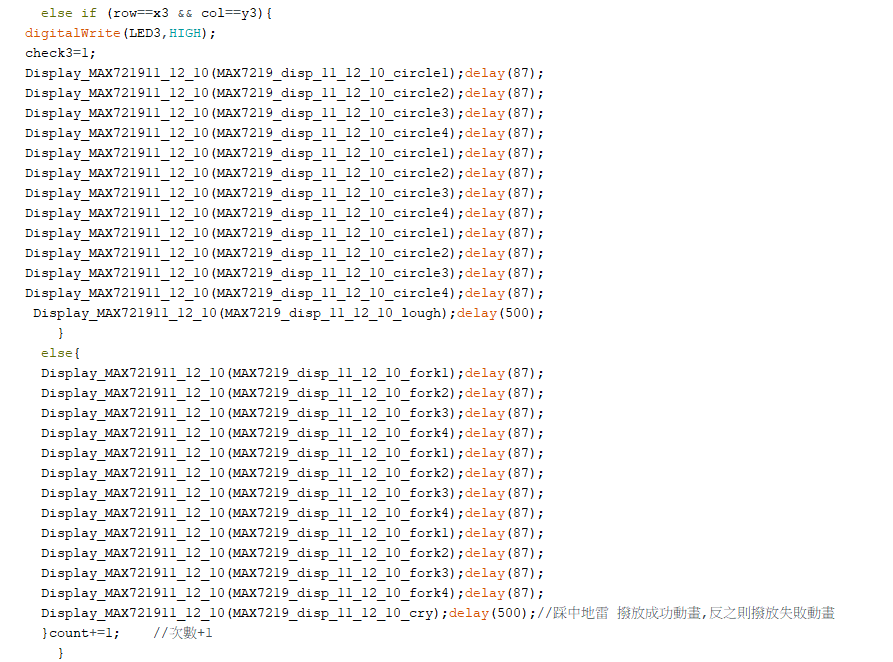 else if (row==x3 && col==y3){
digitalWrite(LED3,HIGH);
check3=1;
Display_MAX721911_12_10(MAX7219_disp_11_12_10_circle1);delay(87);
Display_MAX721911_12_10(MAX7219_disp_11_12_10_circle2);delay(87);
Display_MAX721911_12_10(MAX7219_disp_11_12_10_circle3);delay(87);
Display_MAX721911_12_10(MAX7219_disp_11_12_10_circle4);delay(87);
Display_MAX721911_12_10(MAX7219_disp_11_12_10_circle1);delay(87);
Display_MAX721911_12_10(MAX7219_disp_11_12_10_circle2);delay(87);
Display_MAX721911_12_10(MAX7219_disp_11_12_10_circle3);delay(87);
Display_MAX721911_12_10(MAX7219_disp_11_12_10_circle4);delay(87);
Display_MAX721911_12_10(MAX7219_disp_11_12_10_circle1);delay(87);
Display_MAX721911_12_10(MAX7219_disp_11_12_10_circle2);delay(87);
Display_MAX721911_12_10(MAX7219_disp_11_12_10_circle3);delay(87);
Display_MAX721911_12_10(MAX7219_disp_11_12_10_circle4);delay(87);
Display_MAX721911_12_10(MAX7219_disp_11_12_10_lough);delay(500);
}
else{
Display_MAX721911_12_10(MAX7219_disp_11_12_10_fork1);delay(87);
Display_MAX721911_12_10(MAX7219_disp_11_12_10_fork2);delay(87);
Display_MAX721911_12_10(MAX7219_disp_11_12_10_fork3);delay(87);
Display_MAX721911_12_10(MAX7219_disp_11_12_10_fork4);delay(87);
Display_MAX721911_12_10(MAX7219_disp_11_12_10_fork1);delay(87);
Display_MAX721911_12_10(MAX7219_disp_11_12_10_fork2);delay(87);
Display_MAX721911_12_10(MAX7219_disp_11_12_10_fork3);delay(87);
Display_MAX721911_12_10(MAX7219_disp_11_12_10_fork4);delay(87);
Display_MAX721911_12_10(MAX7219_disp_11_12_10_fork1);delay(87);
Display_MAX721911_12_10(MAX7219_disp_11_12_10_fork2);delay(87);
Display_MAX721911_12_10(MAX7219_disp_11_12_10_fork3);delay(87);
Display_MAX721911_12_10(MAX7219_disp_11_12_10_fork4);delay(87);
Display_MAX721911_12_10(MAX7219_disp_11_12_10_cry);delay(500);//踩中地雷 撥放成功動畫,反之則撥放失敗動畫
}count+=1; //次數+1
}